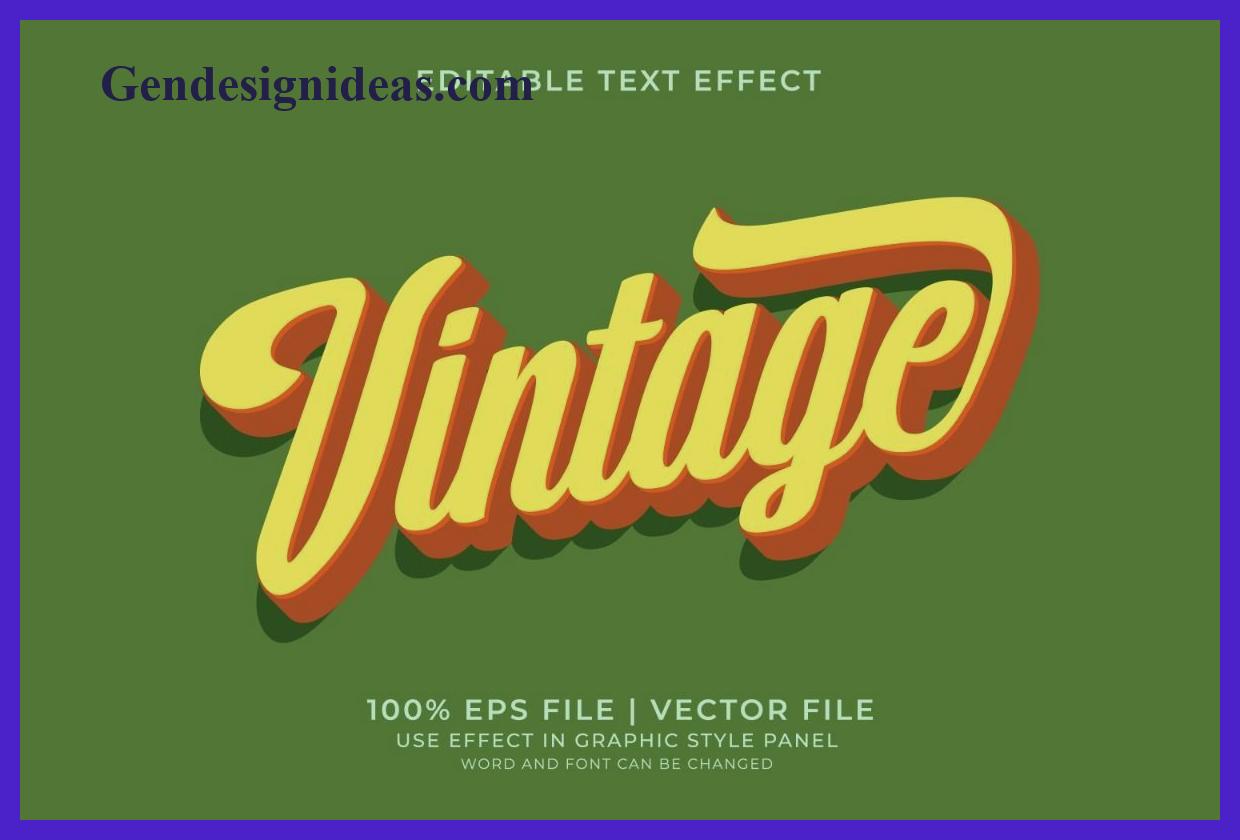 Gendesignideas.com
EDITABLE TEXT EFFECT
Vintage
100% EPS FILE | VECTOR FILE
USE EFFECT IN GRAPHIC STYLE PANEL
WORD AND FONT CAN BE CHANGED